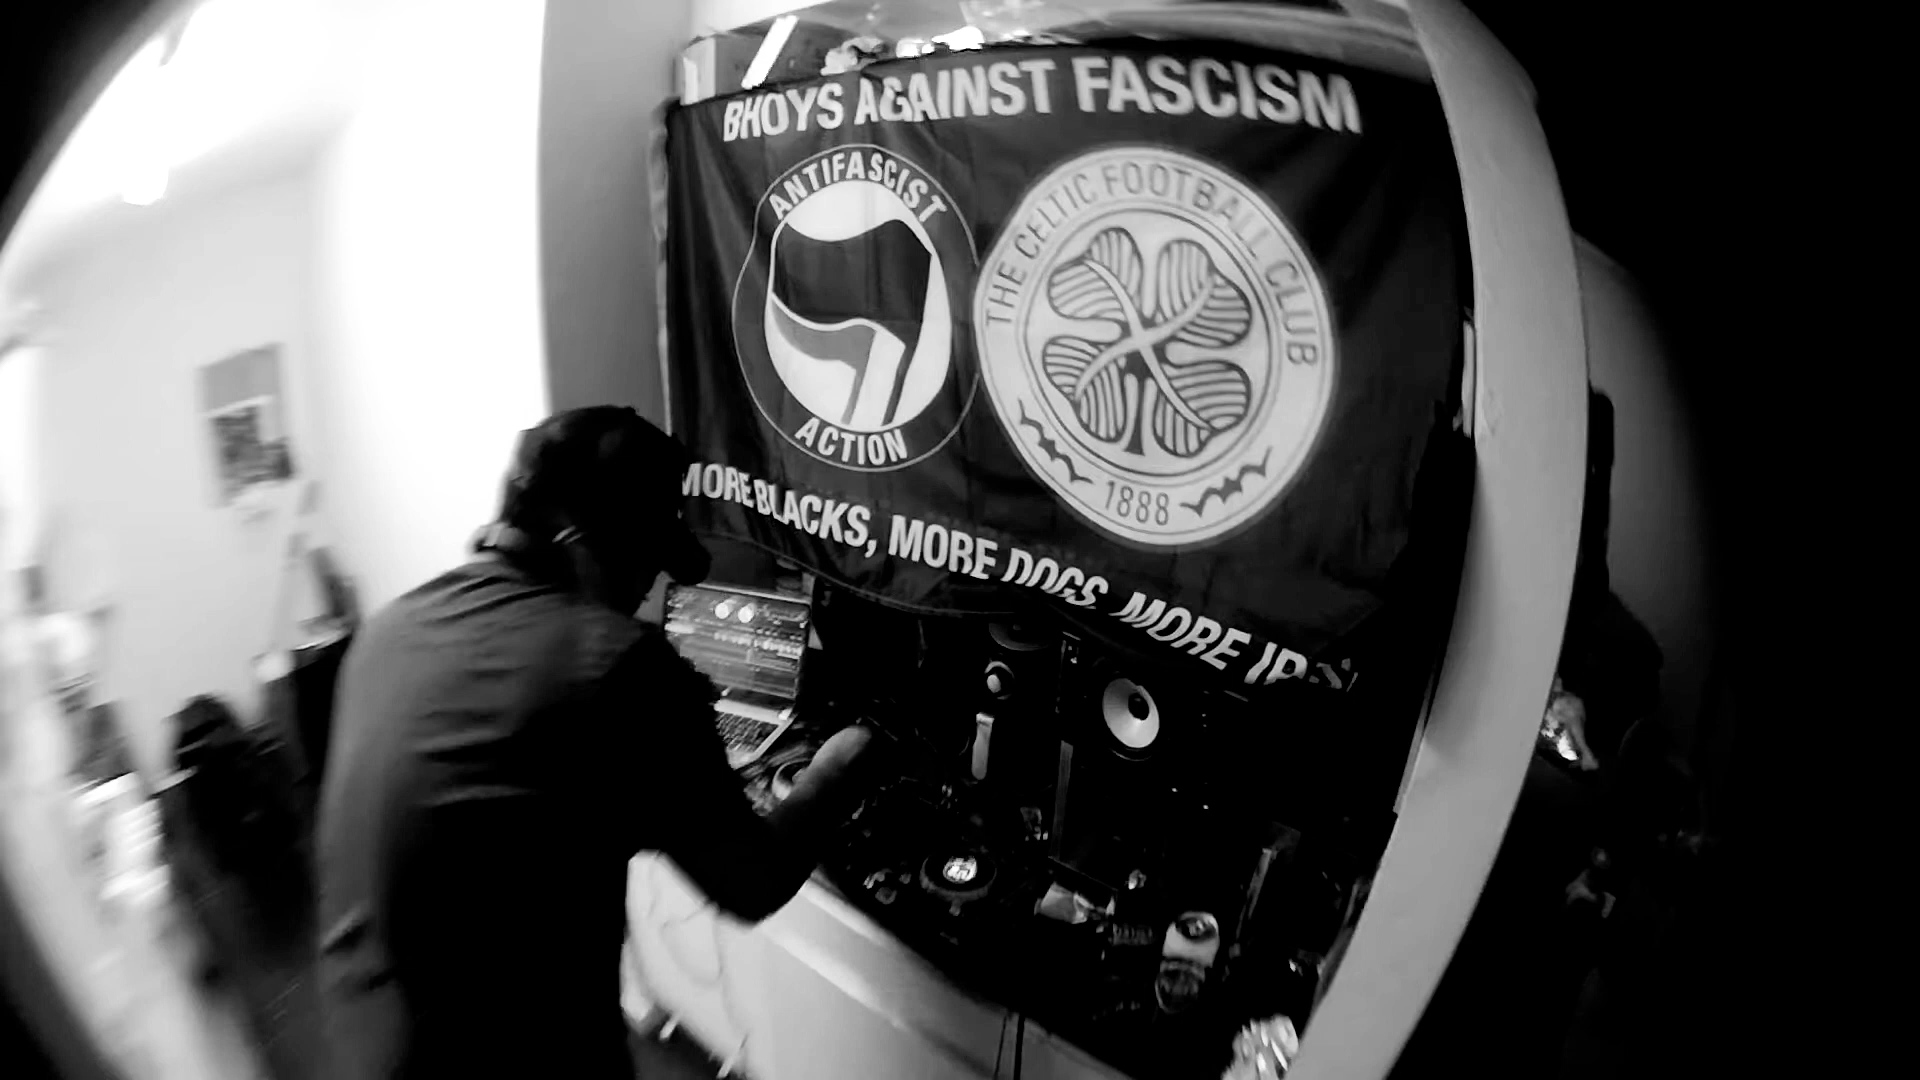 BHOYS AGAINST FASCISM
ANTIFASCIST
ACTION
THE CELTIC FOOTBALL CLUB
1888
MORE BLACKS, MORE DOGS, MORE